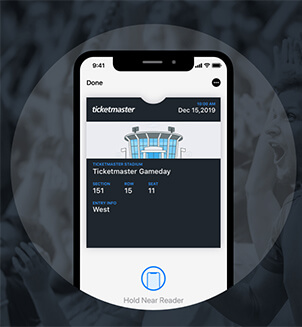 9:41
Done
ticketmaster
10:00 AM
Dec 15,2019
TICKETMASTER STADIUM
Ticketmaster Gameday
SECTION ROW SEAT
151 15 11
ENTRY INFO
West
Hold Near Reader